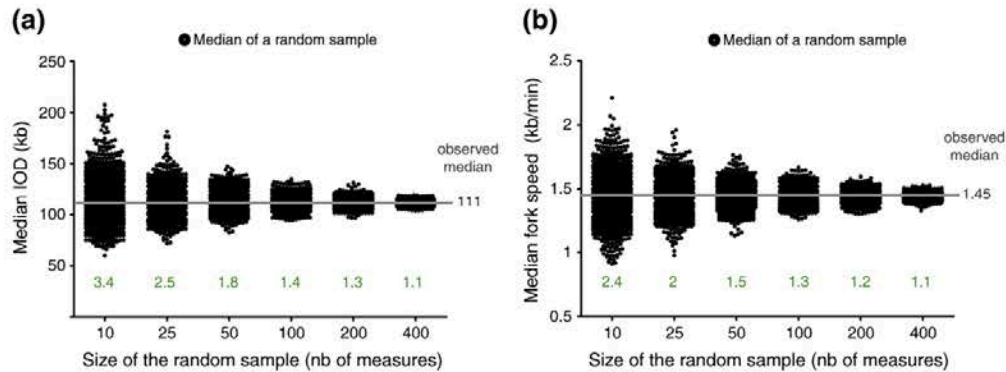 (a)
● Median of a random sample
Median IOD (kb)
250
200
150
100
50
observed
median
111
3.4 2.5 1.8 1.4 1.3 1.1
10 25 50 100 200 400
Size of the random sample (nb of measures)
(b)
● Median of a random sample
Median fork speed (kb/min)
2.5
2
1.5
1
0.5
observed
median
1.45
2.4 2 1.5 1.3 1.2 1.1
10 25 50 100 200 400
Size of the random sample (nb of measures)